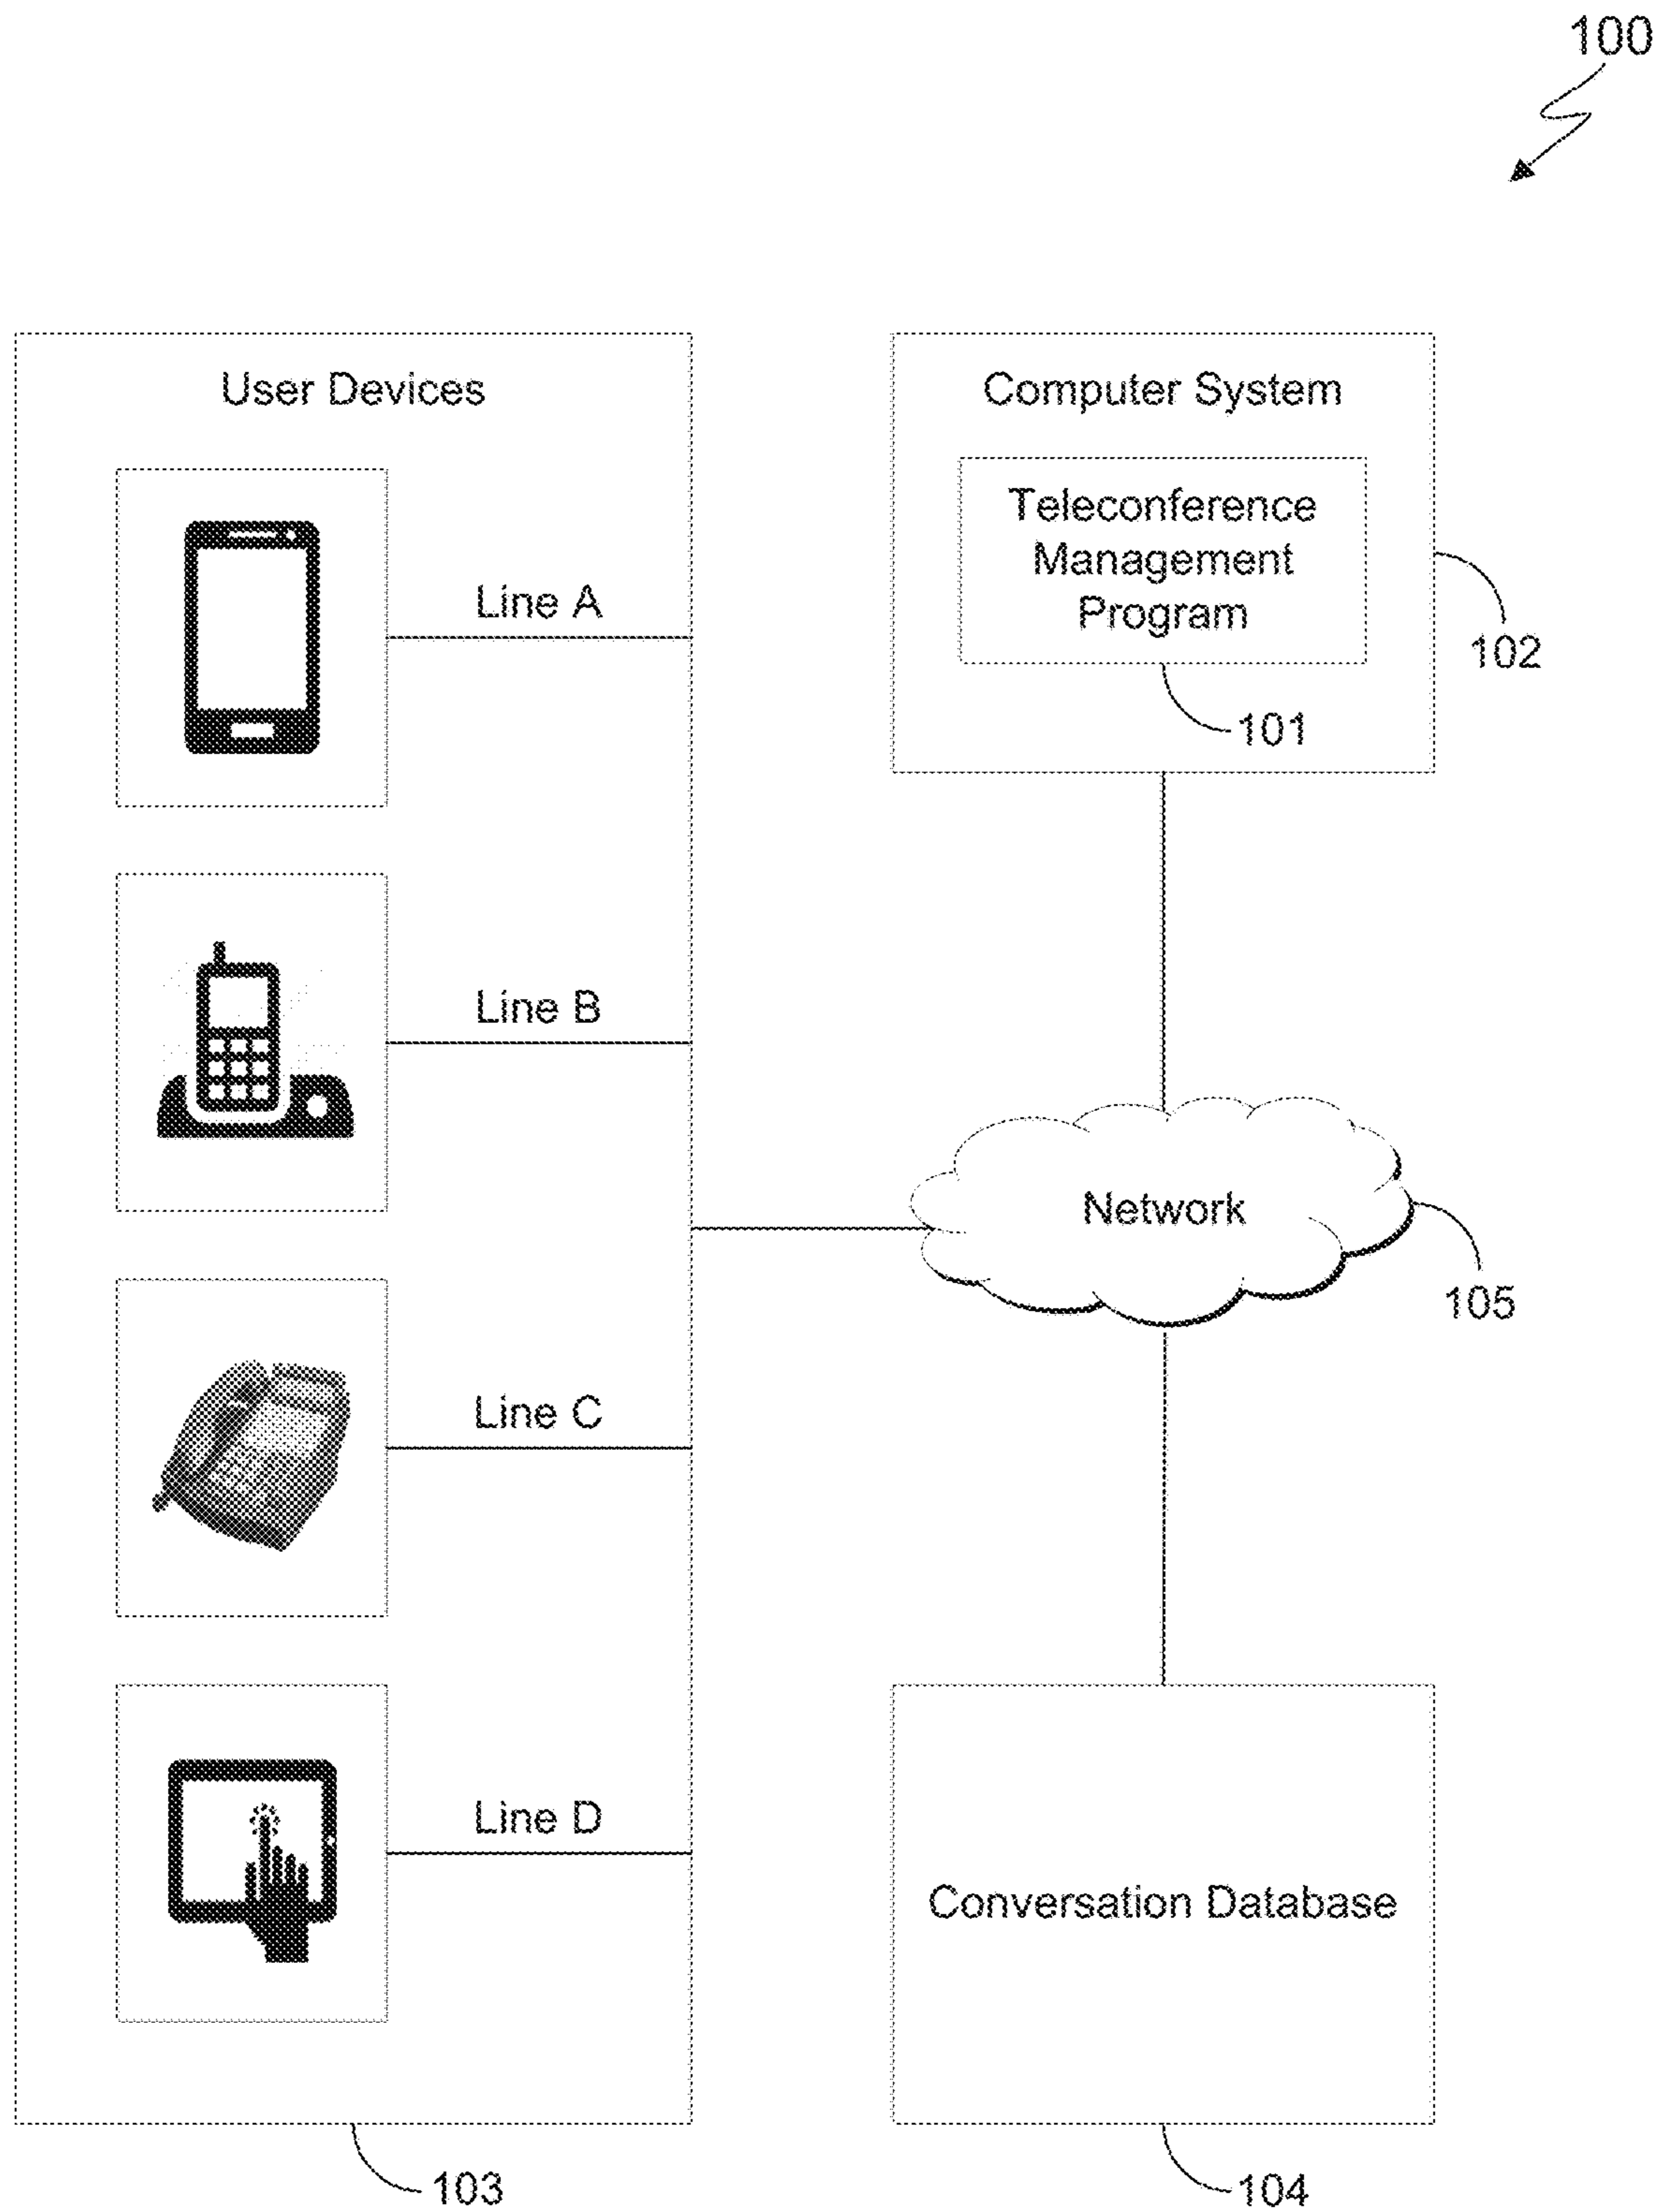 100
User Devices
Line A
Line B
Line C
Line D
103
Computer System
Teleconference
Management
Program
101
102
Network
105
Conversation Database
104